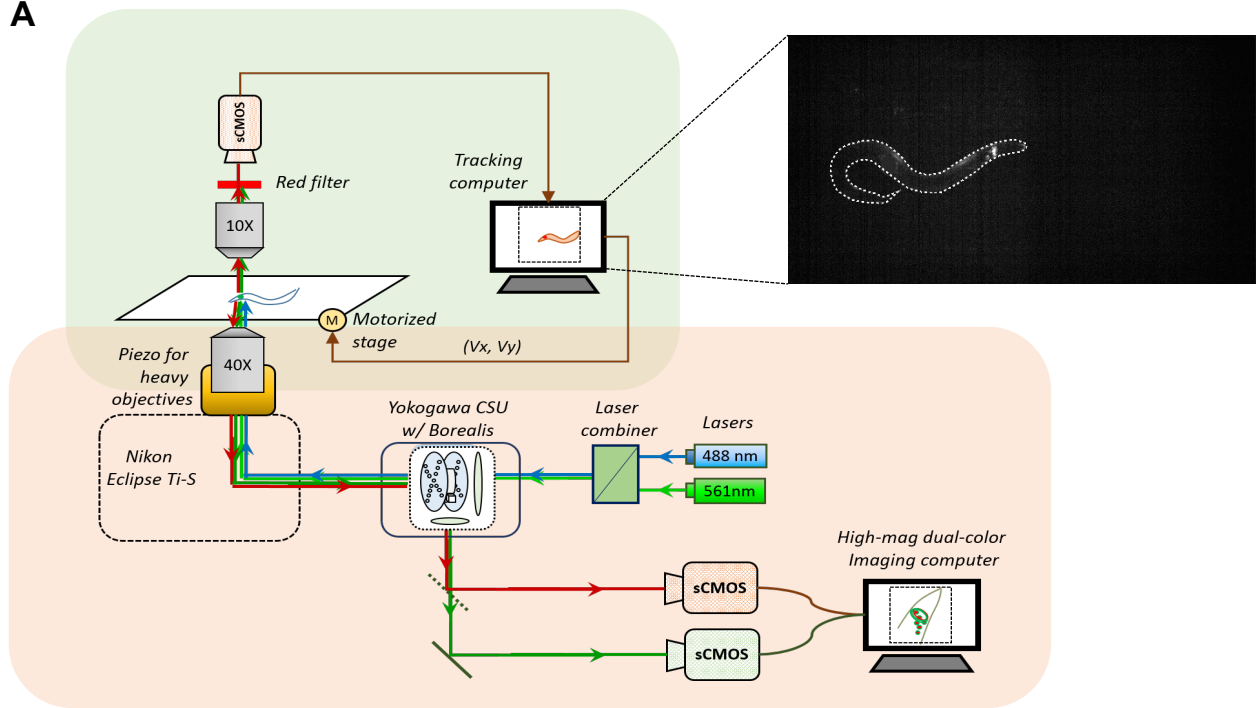 A
sCMOS
Red filter
10X
Tracking
computer
M
Motorized
stage
(Vx, Vy)
40X
Piezo for
heavy
objectives
Nikon
Eclipse Ti-S
Yokogawa CSU
w/ Borealis
Laser
combiner
Lasers
488 nm
561nm
High-mag dual-color
Imaging computer
sCMOS
sCMOS